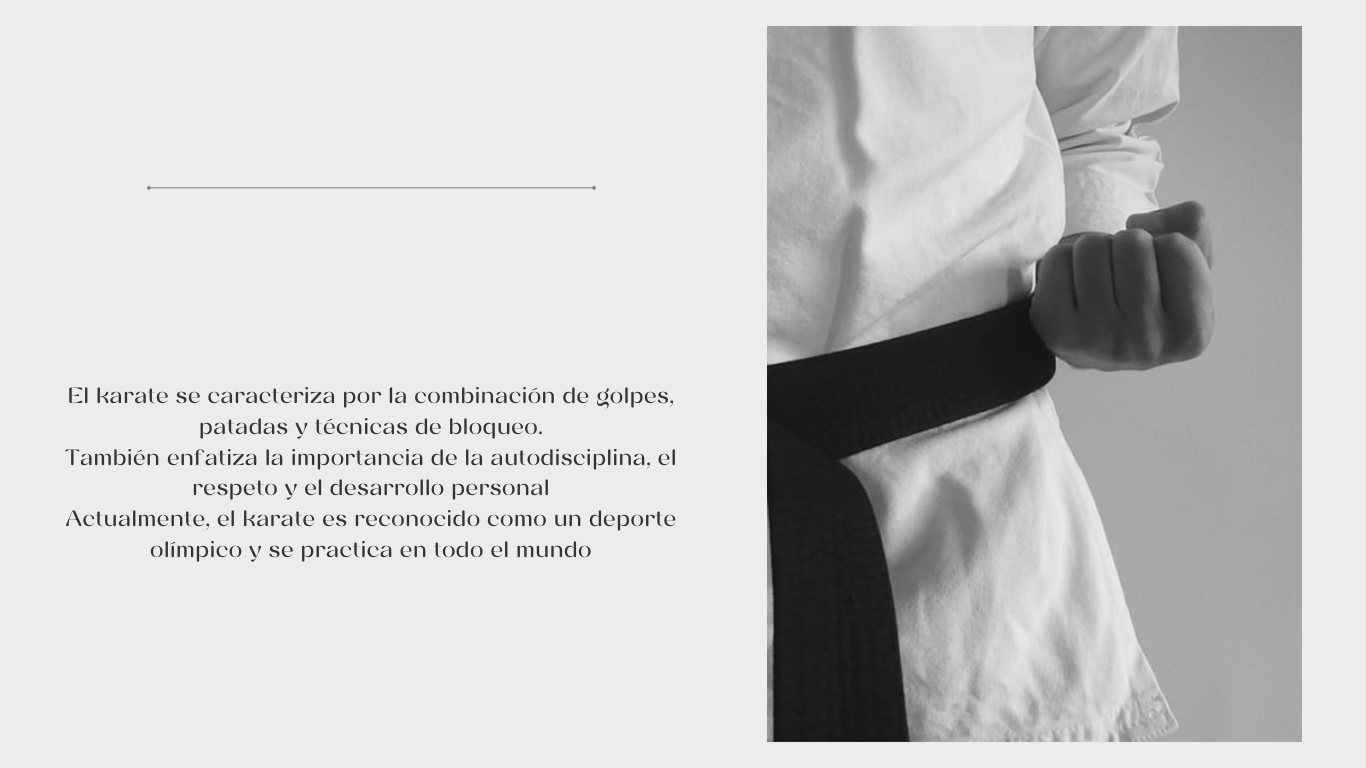 El karate se caracteriza por la combinación de golpes,
patadas y técnicas de bloqueo.
También enfatiza la importancia de la autodisciplina, el
respeto y el desarrollo personal
Actualmente, el karate es reconocido como un deporte
olímpico y se practica en todo el mundo